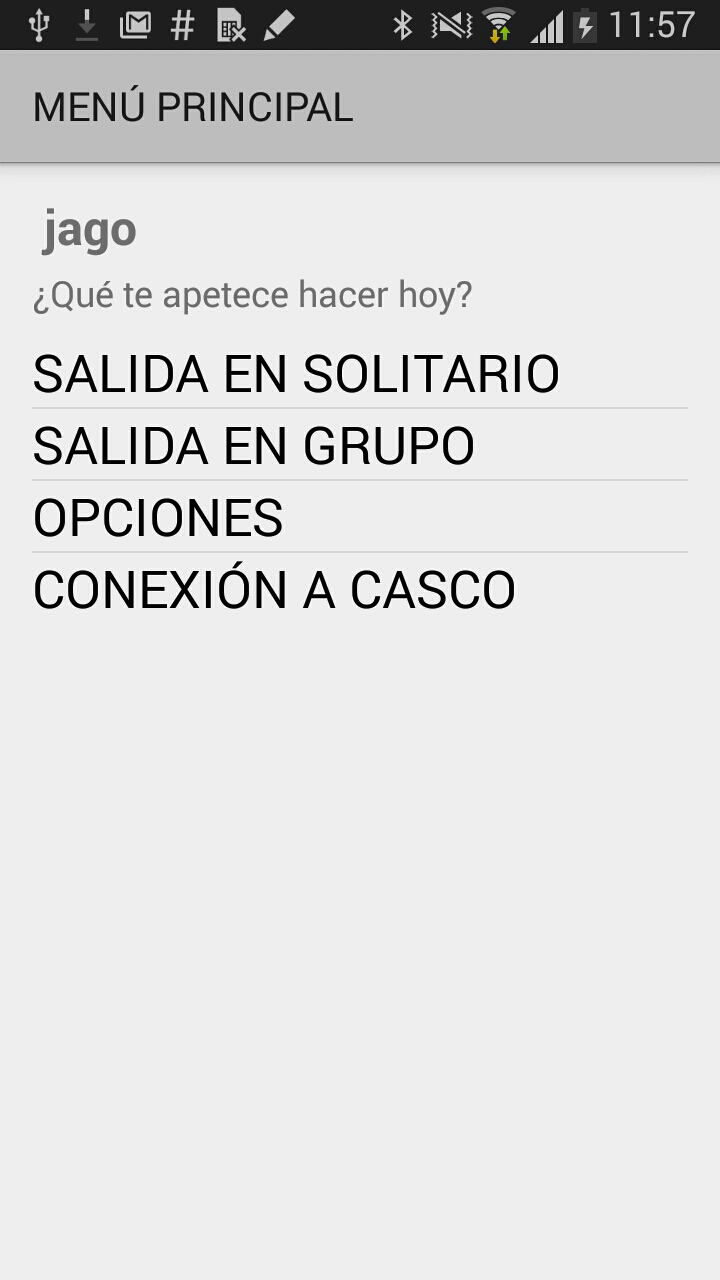 11:57
MENÚ PRINCIPAL
jago
¿Qué te apetece hacer hoy?
SALIDA EN SOLITARIO
SALIDA EN GRUPO
OPCIONES
CONEXIÓN A CASCO